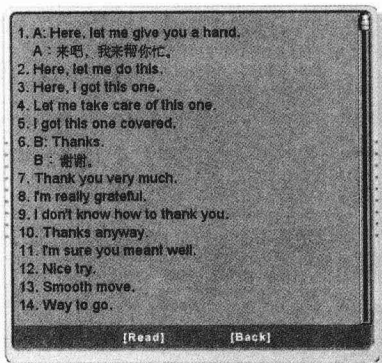 1. A: Here, let me give you a hand.
A：来吧，我来帮你忙。
2. Here, let me do this.
3. Here, I got this one.
4. Let me take care of this one.
5. I got this one covered.
6. B: Thanks.
B：谢谢。
7. Thank you very much.
8. I'm really grateful.
9. I don't know how to thank you.
10. Thanks anyway.
11. I'm sure you meant well.
12. Nice try.
13. Smooth move.
14. Way to go.
[Read] [Back]